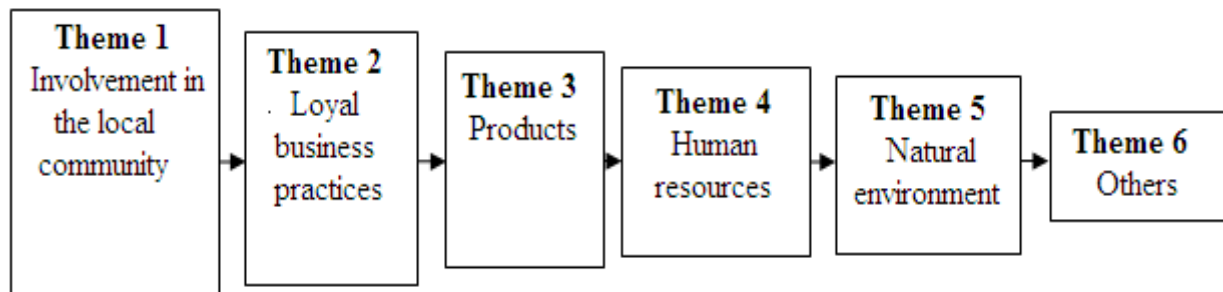 Theme 1
Involvement in
the local
community
Theme 2
Loyal
business
practices
Theme 3
Products
Theme 4
Human
resources
Theme 5
Natural
environment
Theme 6
Others